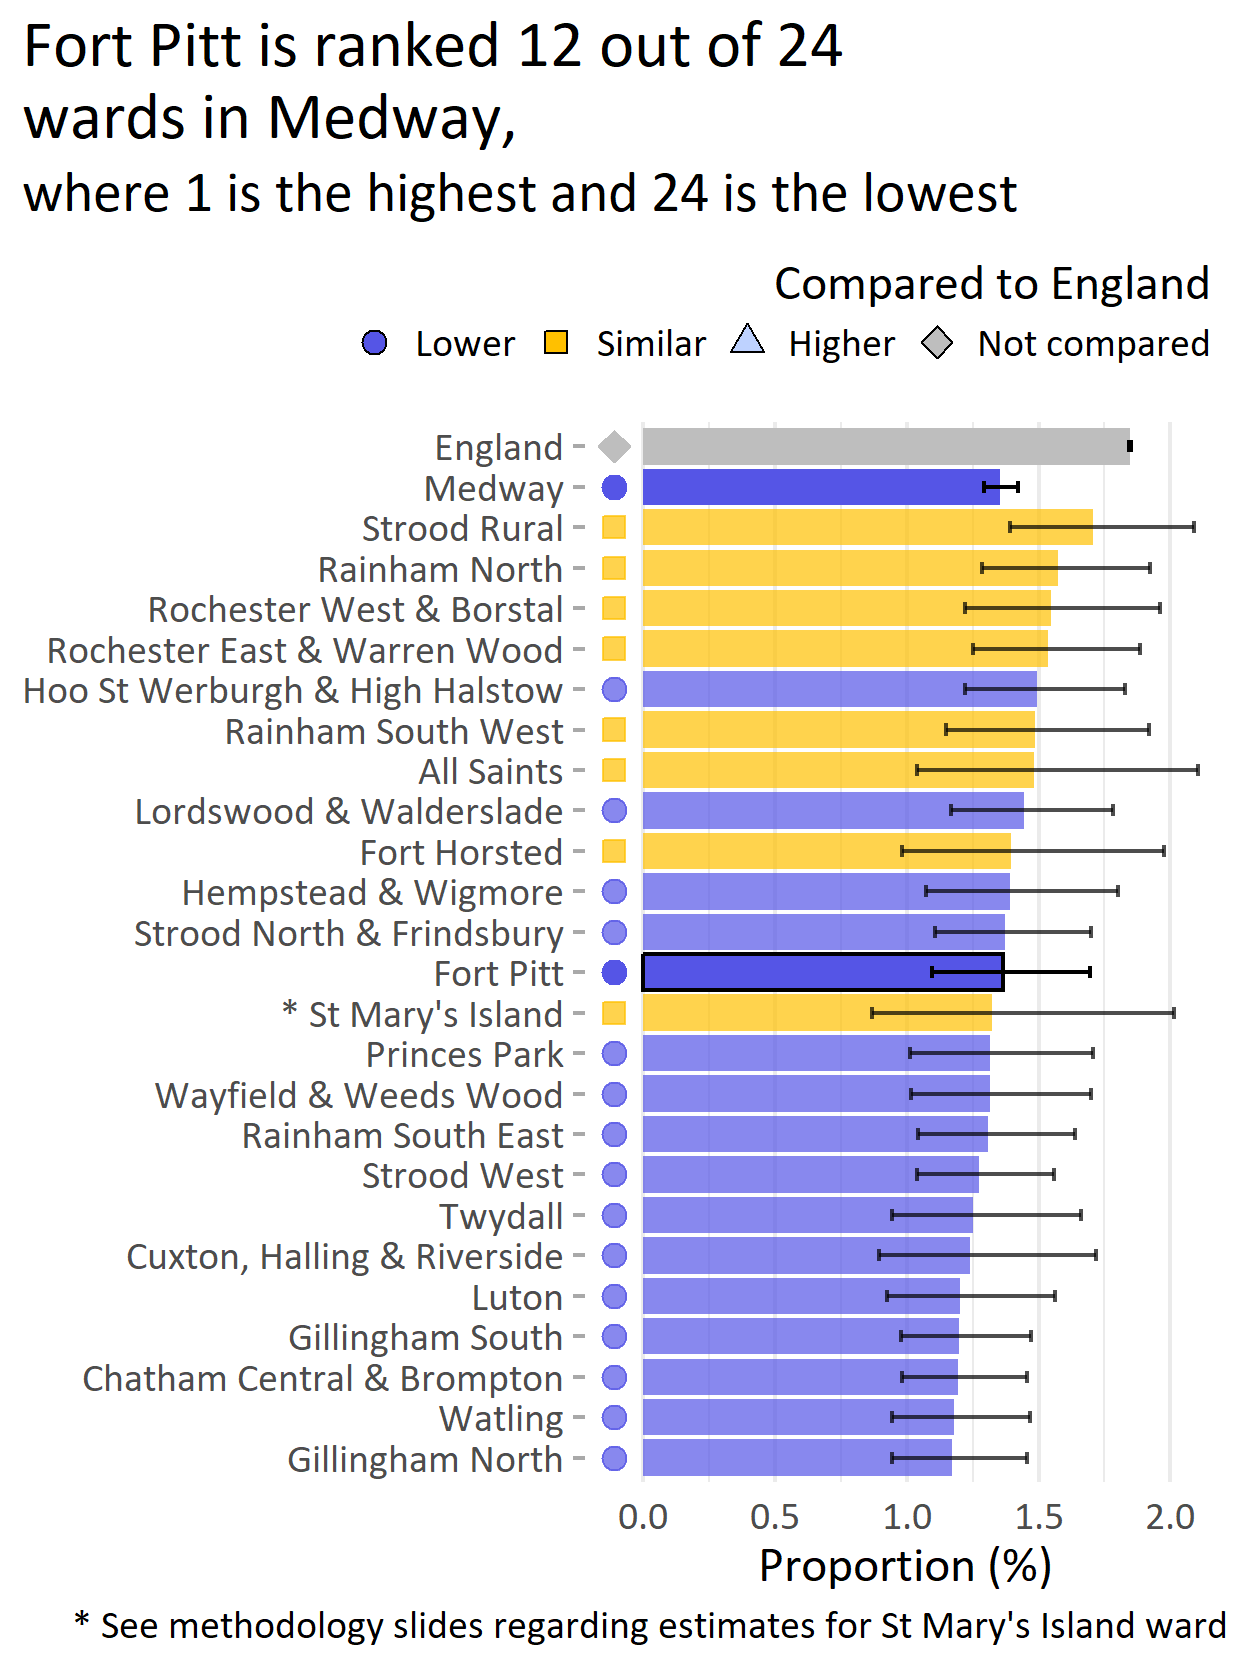 Fort Pitt is ranked 12 out of 24
wards in Medway,
where 1 is the highest and 24 is the lowest
Compared to England
Lower Similar Higher Not compared
England
Medway
Strood Rural
Rainham North
Rochester West & Borstal
Rochester East & Warren Wood
Hoo St Werburgh & High Halstow
Rainham South West
All Saints
Lordswood & Walderslade
Fort Horsted
Hempstead & Wigmore
Strood North & Frindsbury
Fort Pitt
* St Mary's Island
Princes Park
Wayfield & Weeds Wood
Rainham South East
Strood West
Twydall
Cuxton, Halling & Riverside
Luton
Gillingham South
Chatham Central & Brompton
Watling
Gillingham North
0.0 0.5 1.0 1.5 2.0
Proportion (%)
* See methodology slides regarding estimates for St Mary's Island ward